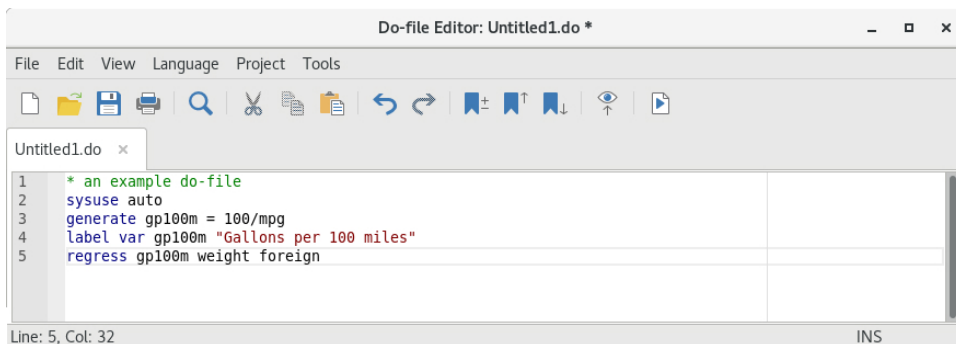 Do-file Editor: Untitled1.do *
File Edit View Language Project Tools
Untitled1.do
1 * an example do-file
2 sysuse auto
3 generate gp100m = 100/mpg
4 label var gp100m "Gallons per 100 miles"
5 regress gp100m weight foreign
Line: 5, Col: 32 INS